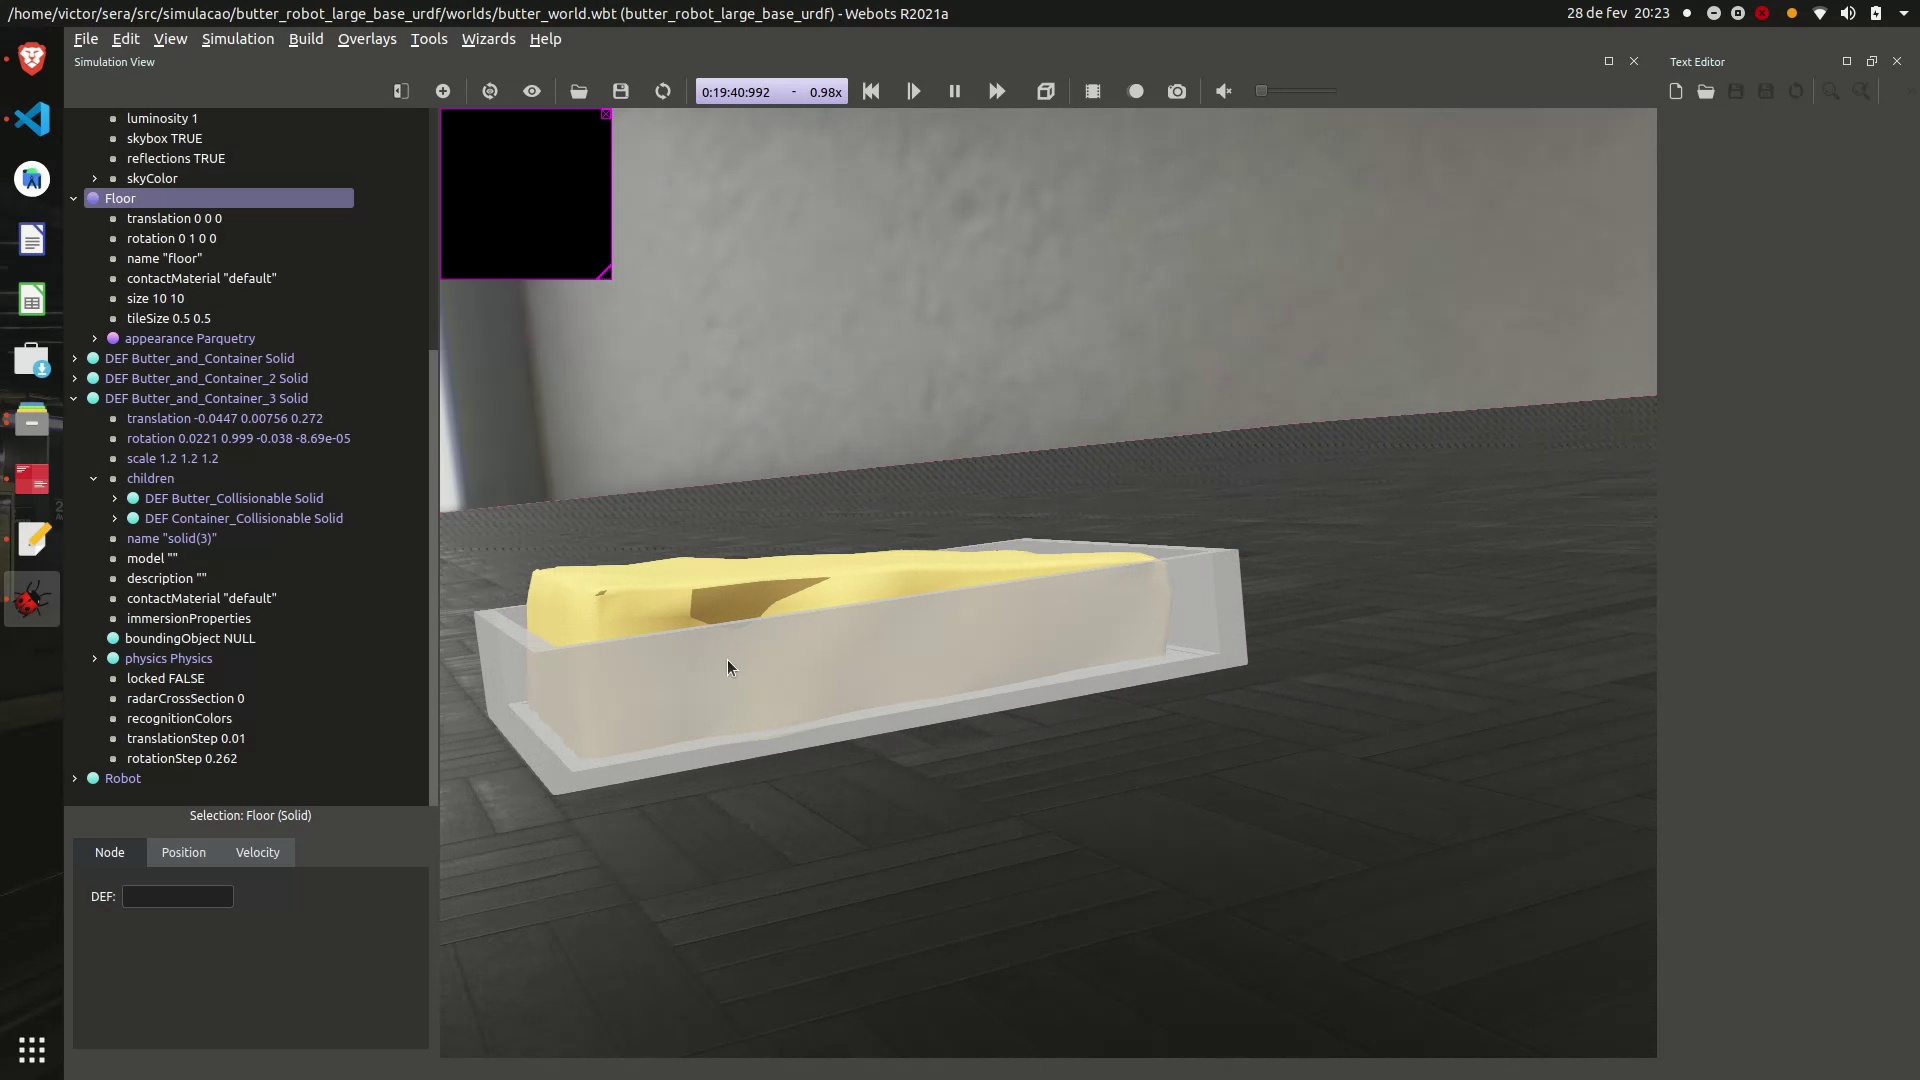 /home/victor/sera/src/simulacao/butter_robot_large_base_urdf/worlds/butter_world.wbt (butter_robot_large_base_urdf) - Webots R2021a
28 de fev 20:23
File Edit View Simulation Build Overlays Tools Wizards Help
Simulation View
Text Editor
0:19:40:992 - 0.98x
luminosity 1
skybox TRUE
reflections TRUE
skyColor
Floor
translation 0 0 0
rotation 0 1 0 0
name "floor"
contactMaterial "default"
size 10 10
tileSize 0.5 0.5
appearance Parquetry
DEF Butter_and_Container Solid
DEF Butter_and_Container_2 Solid
DEF Butter_and_Container_3 Solid
translation -0.0447 0.00756 0.272
rotation 0.0221 0.999 -0.038 -8.69e-05
scale 1.2 1.2 1.2
children
DEF Butter_Collisionable Solid
DEF Container_Collisionable Solid
name "solid(3)"
model ""
description ""
contactMaterial "default"
immersionProperties
boundingObject NULL
physics Physics
locked FALSE
radarCrossSection 0
recognitionColors
translationStep 0.01
rotationStep 0.262
Robot
Selection: Floor (Solid)
Node Position Velocity
DEF: